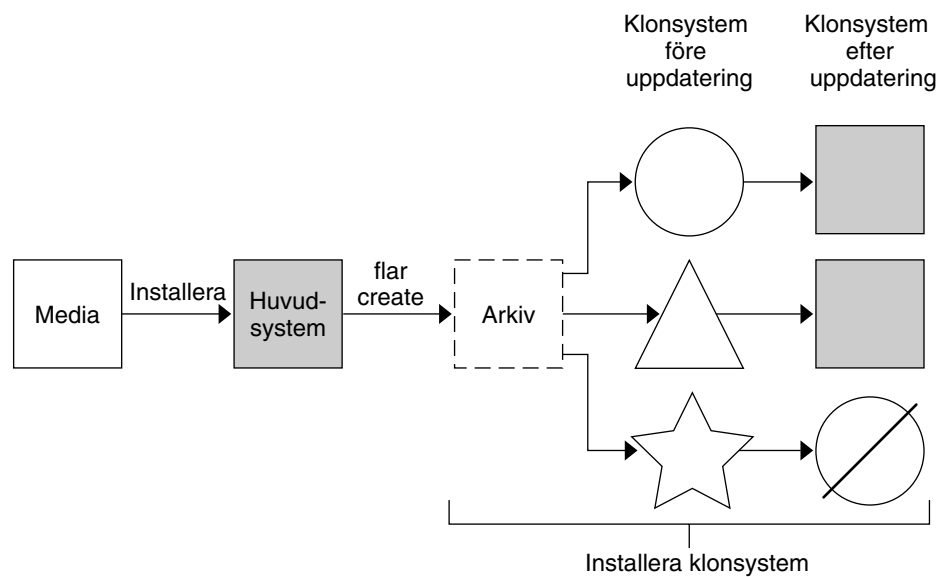 Klonsystem
före
uppdatering
Klonsystem
efter
uppdatering
Media
Installera
Huvud-
system
flar
create
Arkiv
Installera klonsystem